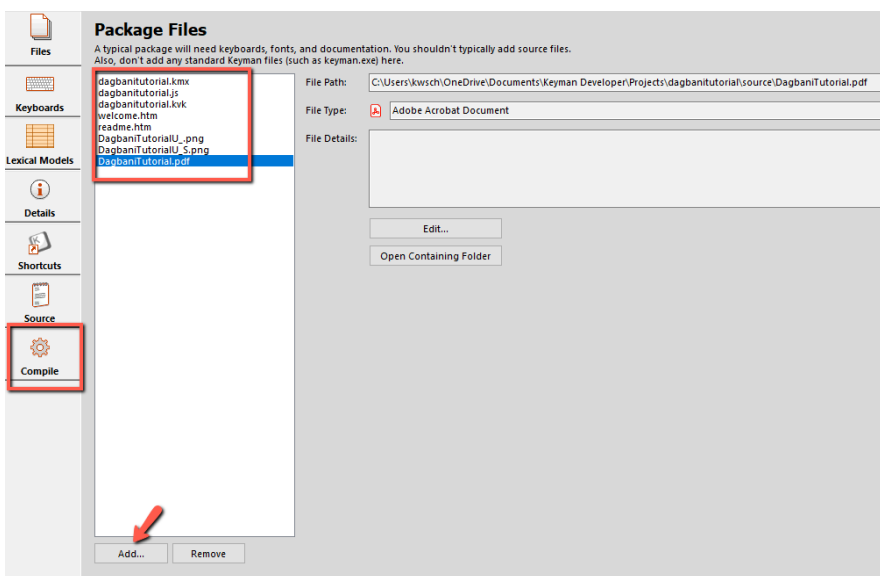 Files
Keyboards
Lexical Models
Details
Shortcuts
Source
Compile
Package Files
A typical package will need keyboards, fonts, and documentation. You shouldn't typically add source files.
Also, don't add any standard Keyman files (such as keyman.exe) here.
dagbanitutorial.kmx
dagbanitutorial.js
dagbanitutorial.kvk
welcome.htm
readme.htm
DagbaniTutorialU_.png
DagbaniTutorialU_S.png
DagbaniTutorial.pdf
Add...
Remove
File Path:
C:\Users\kwsch\OneDrive\Documents\Keyman Developer\Projects\dagbanitutorial\source\DagbaniTutorial.pdf
File Type:
Adobe Acrobat Document
File Details:
Edit...
Open Containing Folder